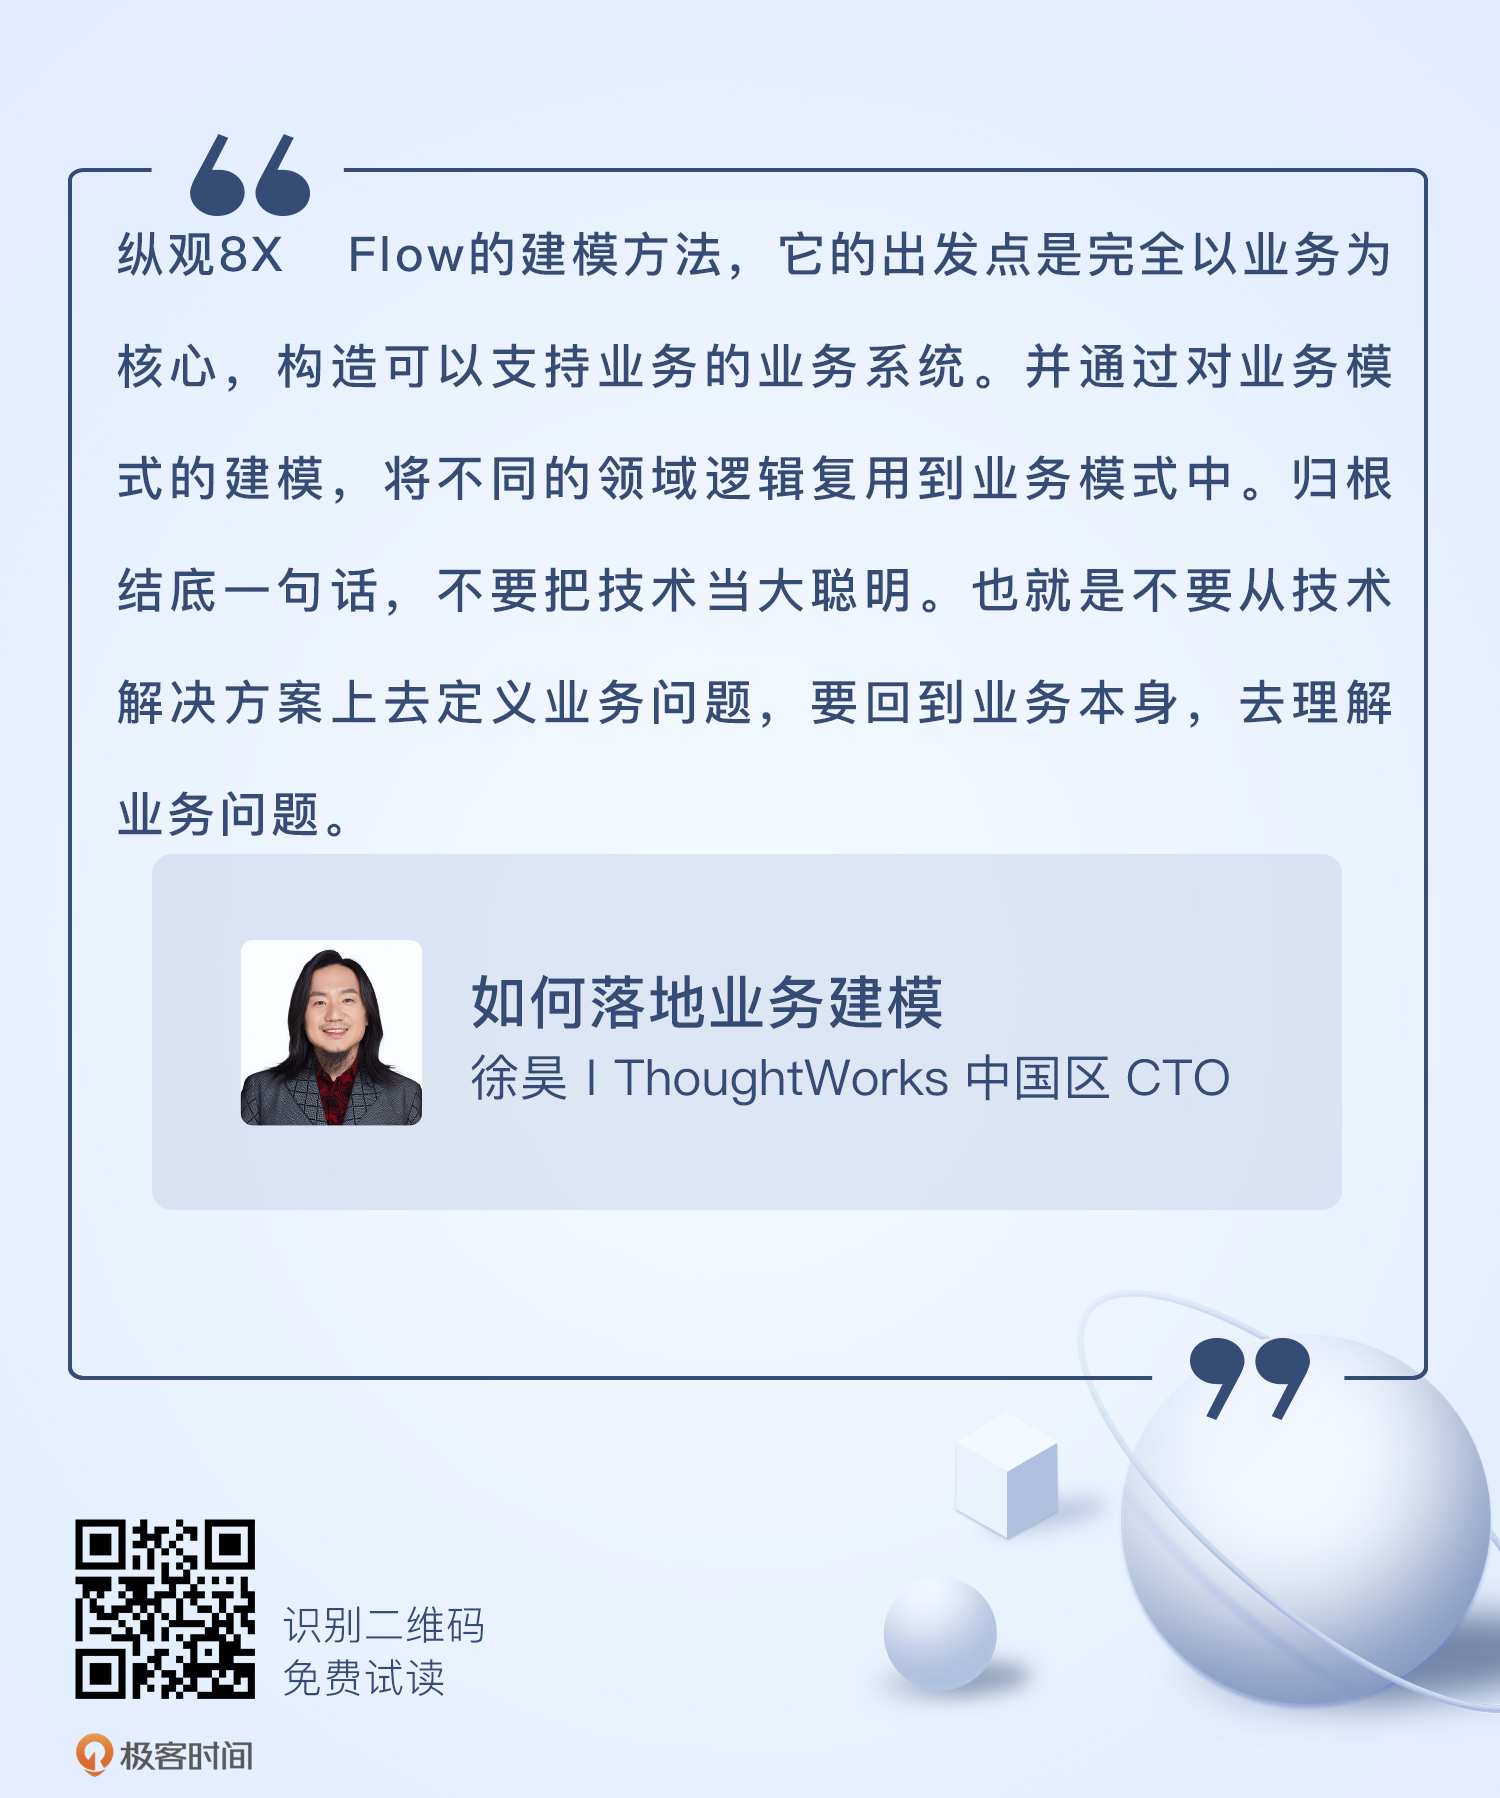 纵观8X Flow的建模方法，它的出发点是完全以业务为
核心，构造可以支持业务的业务系统。并通过对业务模
式的建模，将不同的领域逻辑复用到业务模式中。归根
结底一句话，不要把技术当大聪明。也就是不要从技术
解决方案上去定义业务问题，要回到业务本身，去理解
业务问题。
如何落地业务建模
徐昊 | ThoughtWorks 中国区 CTO
识别二维码
免费试读
极客时间